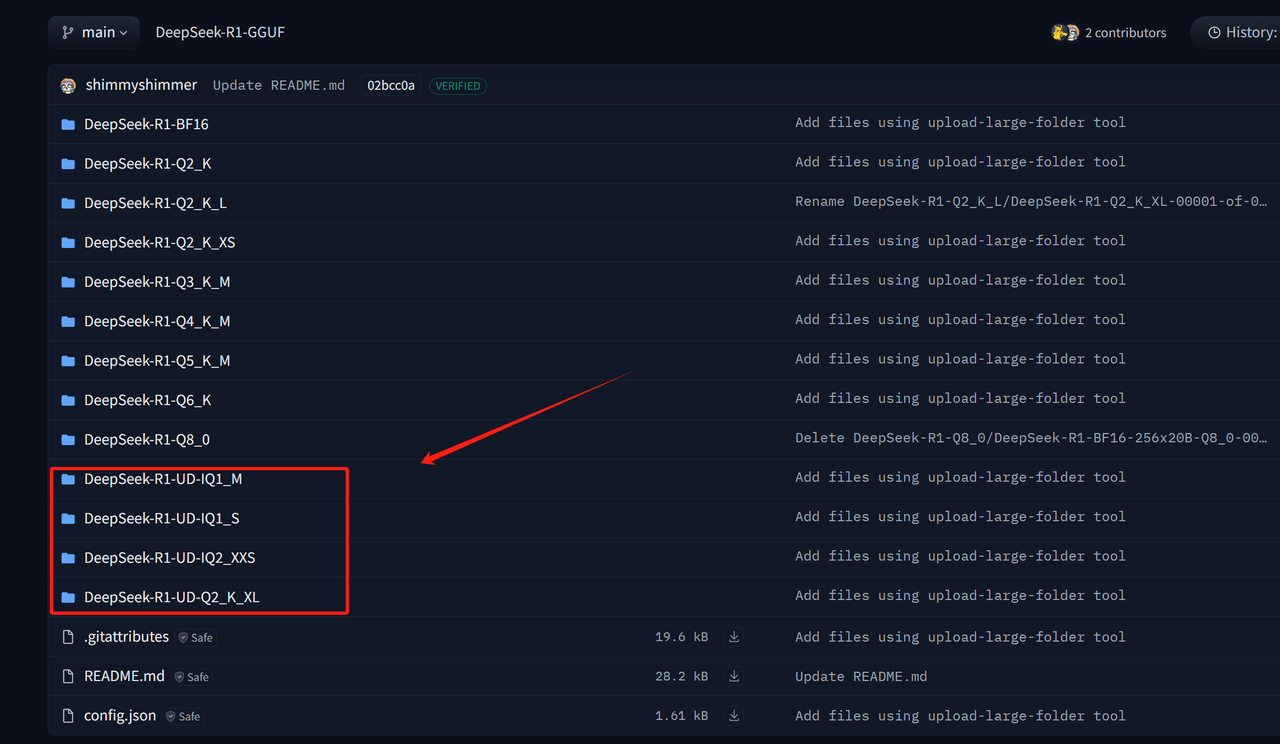 main DeepSeek-R1-GGUF 2 contributors History:
shimmyshimmer Update README.md 02bcc0a VERIFIED
DeepSeek-R1-BF16 Add files using upload-large-folder tool
DeepSeek-R1-Q2_K Add files using upload-large-folder tool
DeepSeek-R1-Q2_K_L Rename DeepSeek-R1-Q2_K_L/DeepSeek-R1-Q2_K_XL-00001-of-0…
DeepSeek-R1-Q2_K_XS Add files using upload-large-folder tool
DeepSeek-R1-Q3_K_M Add files using upload-large-folder tool
DeepSeek-R1-Q4_K_M Add files using upload-large-folder tool
DeepSeek-R1-Q5_K_M Add files using upload-large-folder tool
DeepSeek-R1-Q6_K Add files using upload-large-folder tool
DeepSeek-R1-Q8_0 Delete DeepSeek-R1-Q8_0/DeepSeek-R1-BF16-256x20B-Q8_0-00…
DeepSeek-R1-UD-IQ1_M Add files using upload-large-folder tool
DeepSeek-R1-UD-IQ1_S Add files using upload-large-folder tool
DeepSeek-R1-UD-IQ2_XXS Add files using upload-large-folder tool
DeepSeek-R1-UD-Q2_K_XL Add files using upload-large-folder tool
.gitattributes Safe 19.6 kB Add files using upload-large-folder tool
README.md Safe 28.2 kB Update README.md
config.json Safe 1.61 kB Add files using upload-large-folder tool